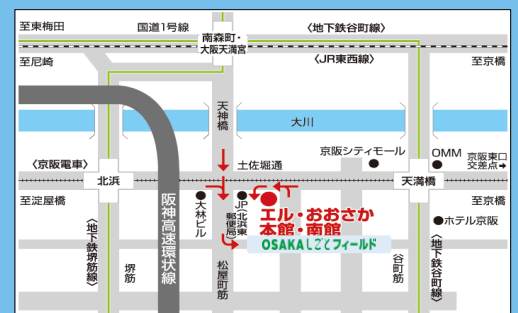 至東梅田
国道1号線
南森町・
大阪天満宮
〈地下鉄谷町線〉
至尼崎
〈JR東西線〉
至京橋
天神橋
大川
京阪シティモール
OMM
京阪東口
交差点→
〈京阪電車〉
北浜
土佐堀通
天満橋
至淀屋橋
大林ビル
JP
北浜東
郵便局
至京橋
エル・おおさか
本館・南館
OSAKAしごとフィールド
ホテル京阪
〈地下鉄堺筋線〉
堺筋
阪神高速環状線
松屋町筋
谷町筋
〈地下鉄谷町線〉